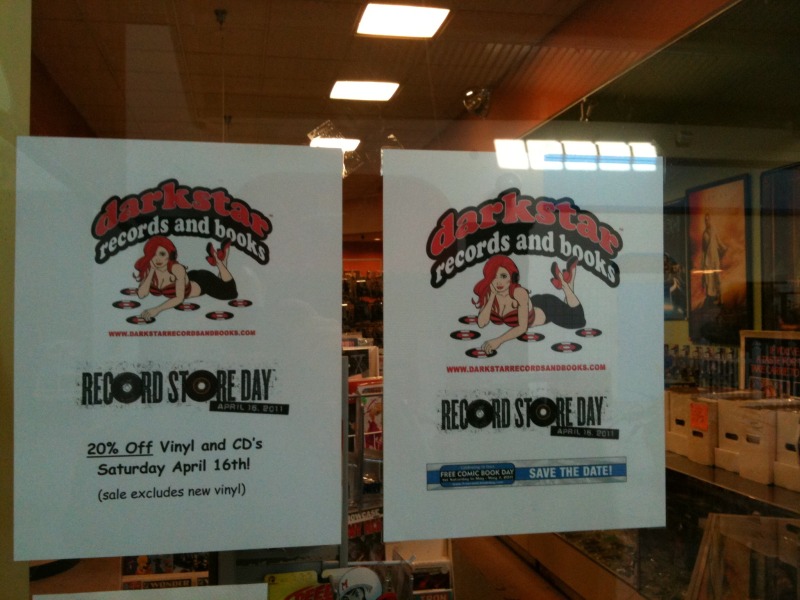 darkstar
records and books
WWW.DARKSTARRECORDSANDBOOKS.COM
RECORD STORE DAY
APRIL 16, 2011
20% Off Vinyl and CD's
Saturday April 16th!
(sale excludes new vinyl)
darkstar
records and books
WWW.DARKSTARRECORDSANDBOOKS.COM
RECORD STORE DAY
APRIL 16, 2011
FREE COMIC BOOK DAY
SAVE THE DATE!
WONDER